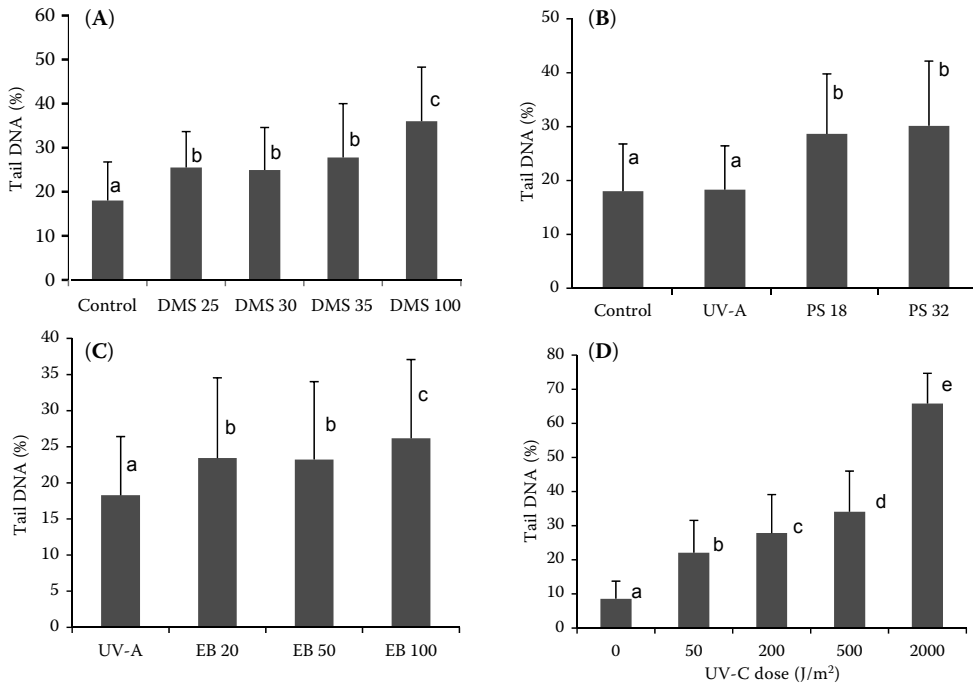 (A)
Tail DNA (%)
60
50
40
30
20
10
0
a
b
b
b
c
Control DMS 25 DMS 30 DMS 35 DMS 100
(B)
Tail DNA (%)
50
40
30
20
10
0
a
a
b
b
Control UV-A PS 18 PS 32
(C)
Tail DNA (%)
40
35
30
25
20
15
10
5
0
a
b
b
c
UV-A EB 20 EB 50 EB 100
(D)
Tail DNA (%)
80
70
60
50
40
30
20
10
0
a
b
c
d
e
0 50 200 500 2000
UV-C dose (J/m²)